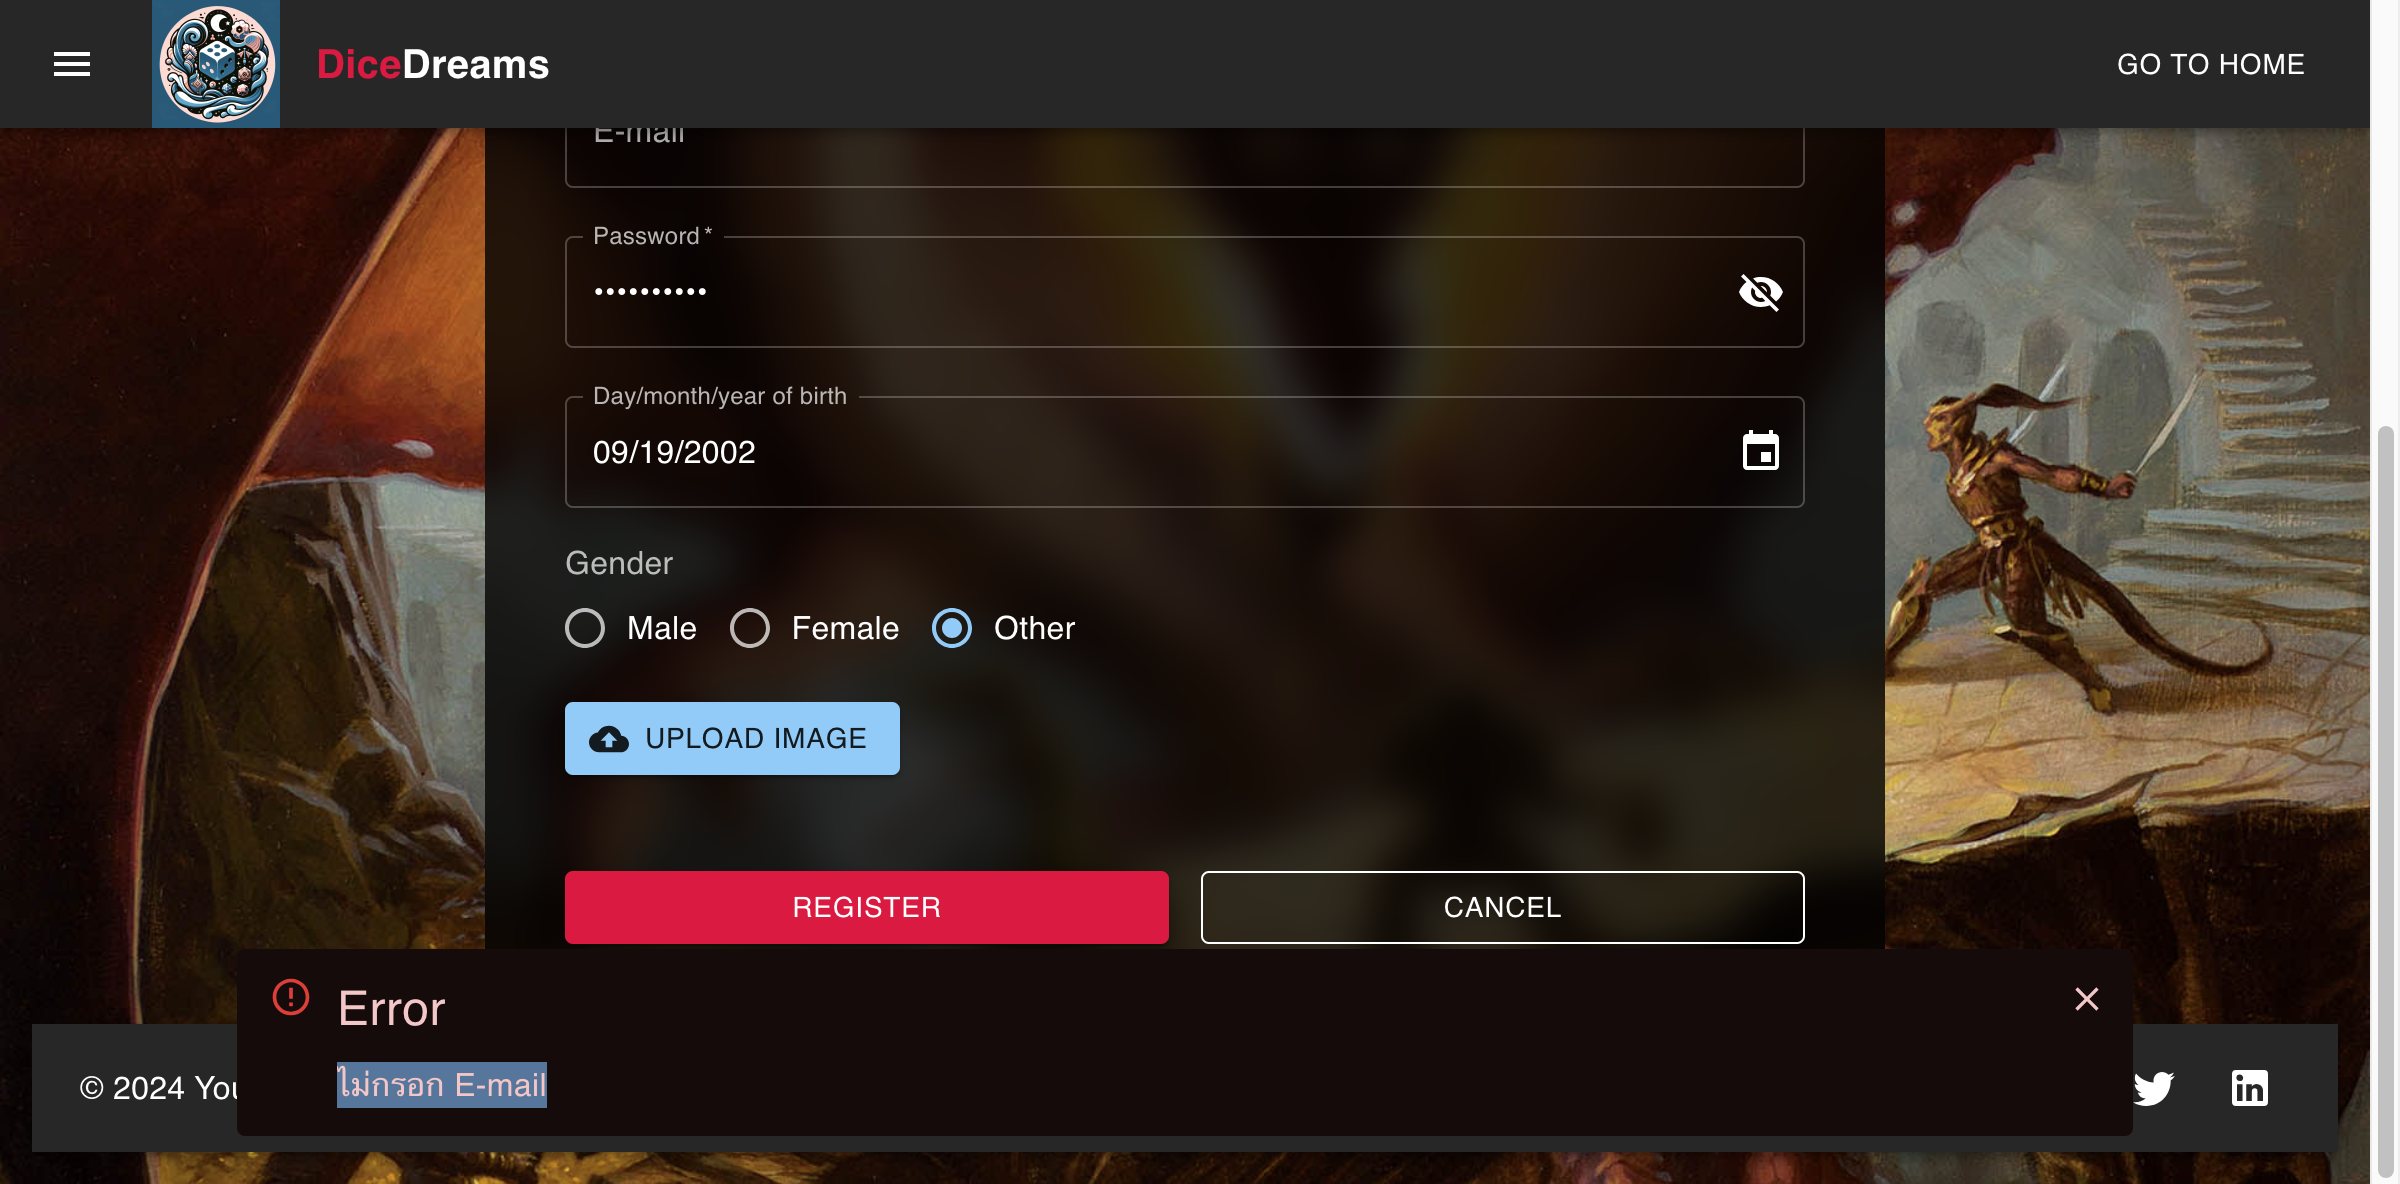 DiceDreams
GO TO HOME
E-mail
Password *
••••••••••
Day/month/year of birth
09/19/2002
Gender
Male
Female
Other
UPLOAD IMAGE
REGISTER
CANCEL
Error
ไม่กรอก E-mail
© 2024 You